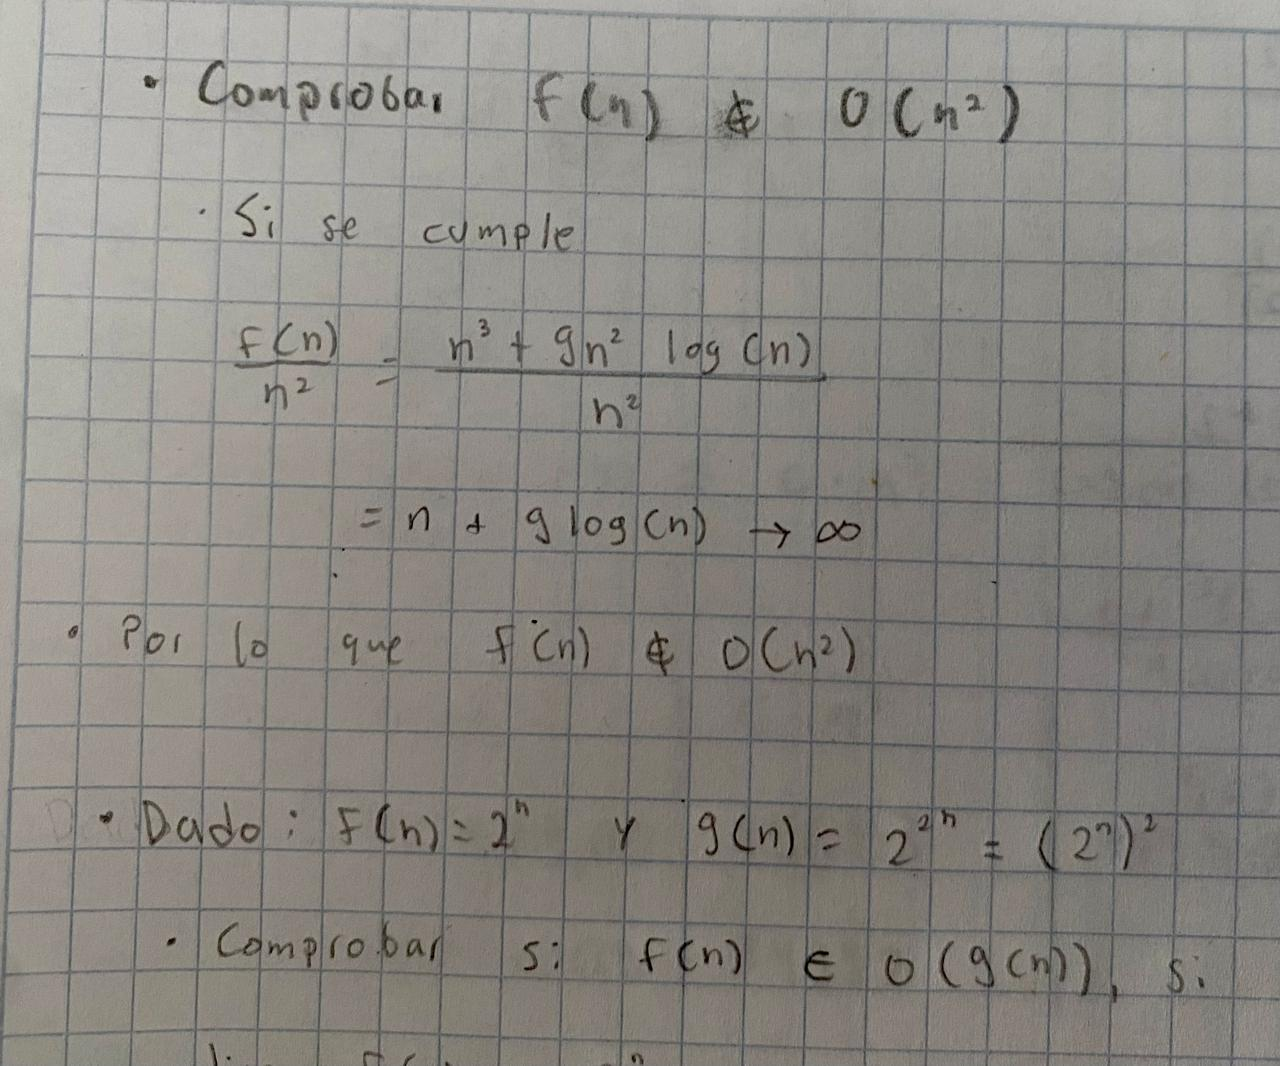 • Comprobar f(n) ∉ O(n²)
· Si se cumple
f(n)/n² = n³ + 9n² log(n) / n²
= n + 9 log(n) → ∞
• Por lo que f(n) ∉ O(n²)
• Dado: f(n) = 2ⁿ y g(n) = 2²ⁿ = (2ⁿ)²
• Comprobar si f(n) ∈ O(g(n)), si